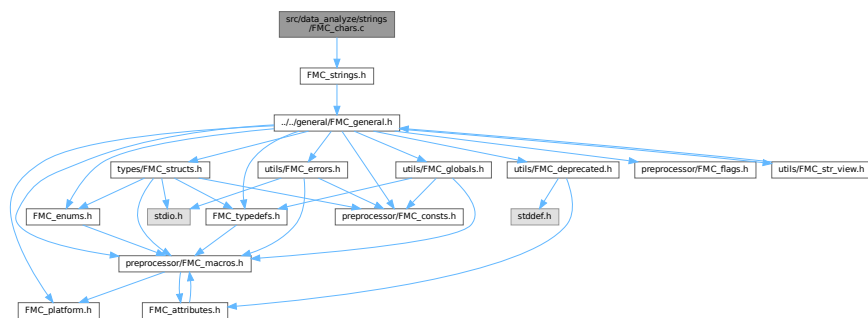 src/data_analyze/strings
/FMC_chars.c
FMC_strings.h
../../general/FMC_general.h
types/FMC_structs.h
utils/FMC_errors.h
utils/FMC_globals.h
utils/FMC_deprecated.h
preprocessor/FMC_flags.h
utils/FMC_str_view.h
FMC_enums.h
stdio.h
FMC_typedefs.h
preprocessor/FMC_consts.h
stddef.h
preprocessor/FMC_macros.h
FMC_platform.h
FMC_attributes.h